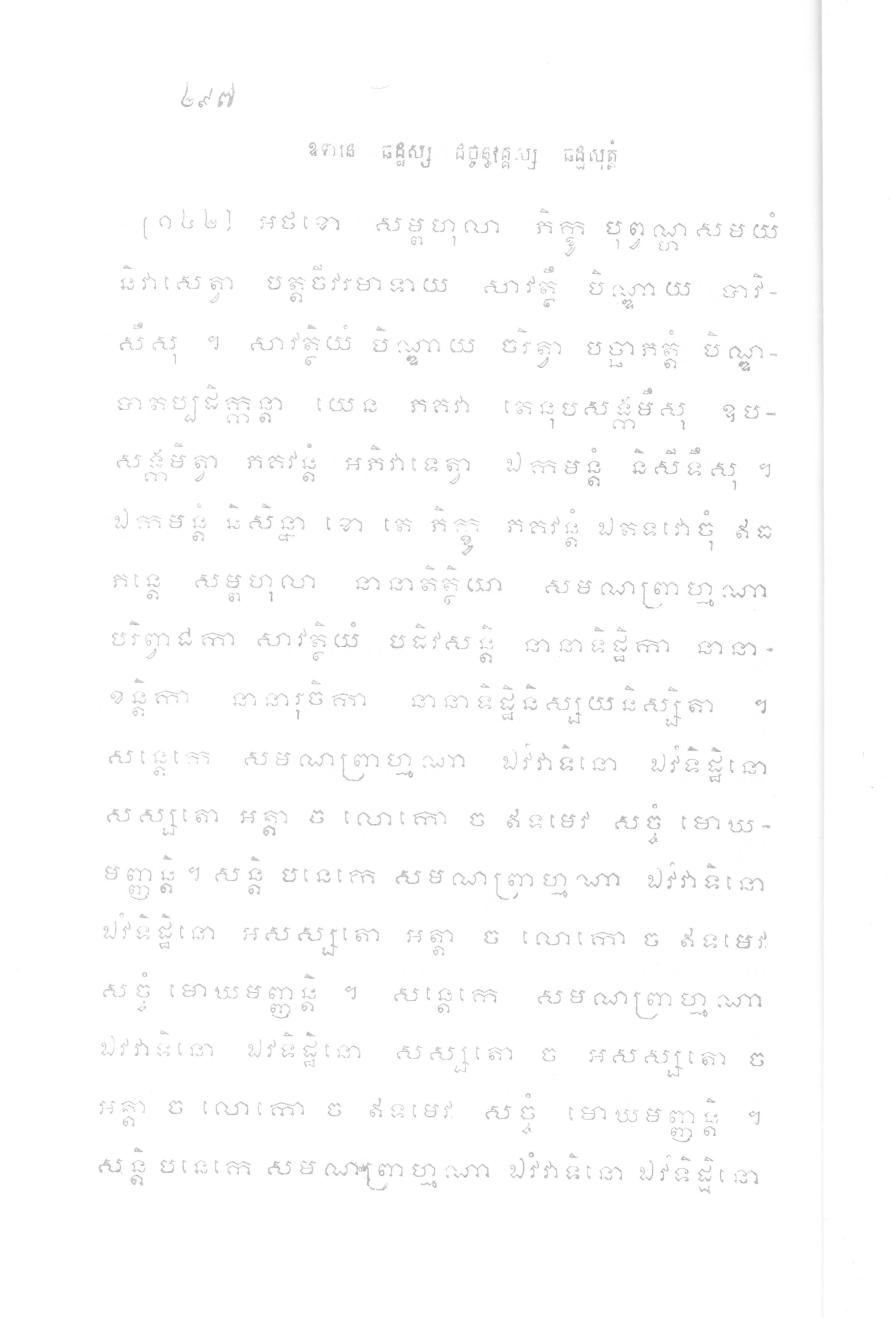 ៤៩៧
ឧទានេ ឆដ្ឋស្ស ជច្ចន្ធវគ្គស្ស ឆដ្ឋសុត្តំ
[១៤២] អថខោ សម្ពហុលា ភិក្ខូ បុព្វណ្ហសមយំ
និវាសេត្វា បត្តចីវរមាទាយ សាវត្ថឹ បិណ្ឌាយ បាវិ-
សឹសុ ។ សាវត្ថិយំ បិណ្ឌាយ ចរិត្វា បច្ឆាភត្តំ បិណ្ឌ-
បាតប្បដិក្កន្តា យេន ភគវា តេនុបសង្កមឹសុ ឧប-
សង្កមិត្វា ភគវន្តំ អភិវាទេត្វា ឯកមន្តំ និសីទឹសុ ។
ឯកមន្តំ និសិន្នា ខោ តេ ភិក្ខូ ភគវន្តំ ឯតទវោចុំ ឥធ
ភន្តេ សម្ពហុលា នានាតិត្ថិយា សមណព្រាហ្មណា
បរិព្វាជកា សាវត្ថិយំ បដិវសន្តិ នានាទិដ្ឋិកា នានា-
ខន្តិកា នានារុចិកា នានាទិដ្ឋិនិស្សយនិស្សិតា ។
សន្តេកេ សមណព្រាហ្មណា ឯវំវាទិនោ ឯវំទិដ្ឋិនោ
សស្សតោ អត្តា ច លោកោ ច ឥទមេវ សច្ចំ មោឃ-
មញ្ញន្តិ ។ សន្តិ បនេកេ សមណព្រាហ្មណា ឯវំវាទិនោ
ឯវំទិដ្ឋិនោ អសស្សតោ អត្តា ច លោកោ ច ឥទមេវ
សច្ចំ មោឃមញ្ញន្តិ ។ សន្តេកេ សមណព្រាហ្មណា
ឯវំវាទិនោ ឯវំទិដ្ឋិនោ សស្សតោ ច អសស្សតោ ច
អត្តា ច លោកោ ច ឥទមេវ សច្ចំ មោឃមញ្ញន្តិ ។
សន្តិ បនេកេ សមណព្រាហ្មណា ឯវំវាទិនោ ឯវំទិដ្ឋិនោ